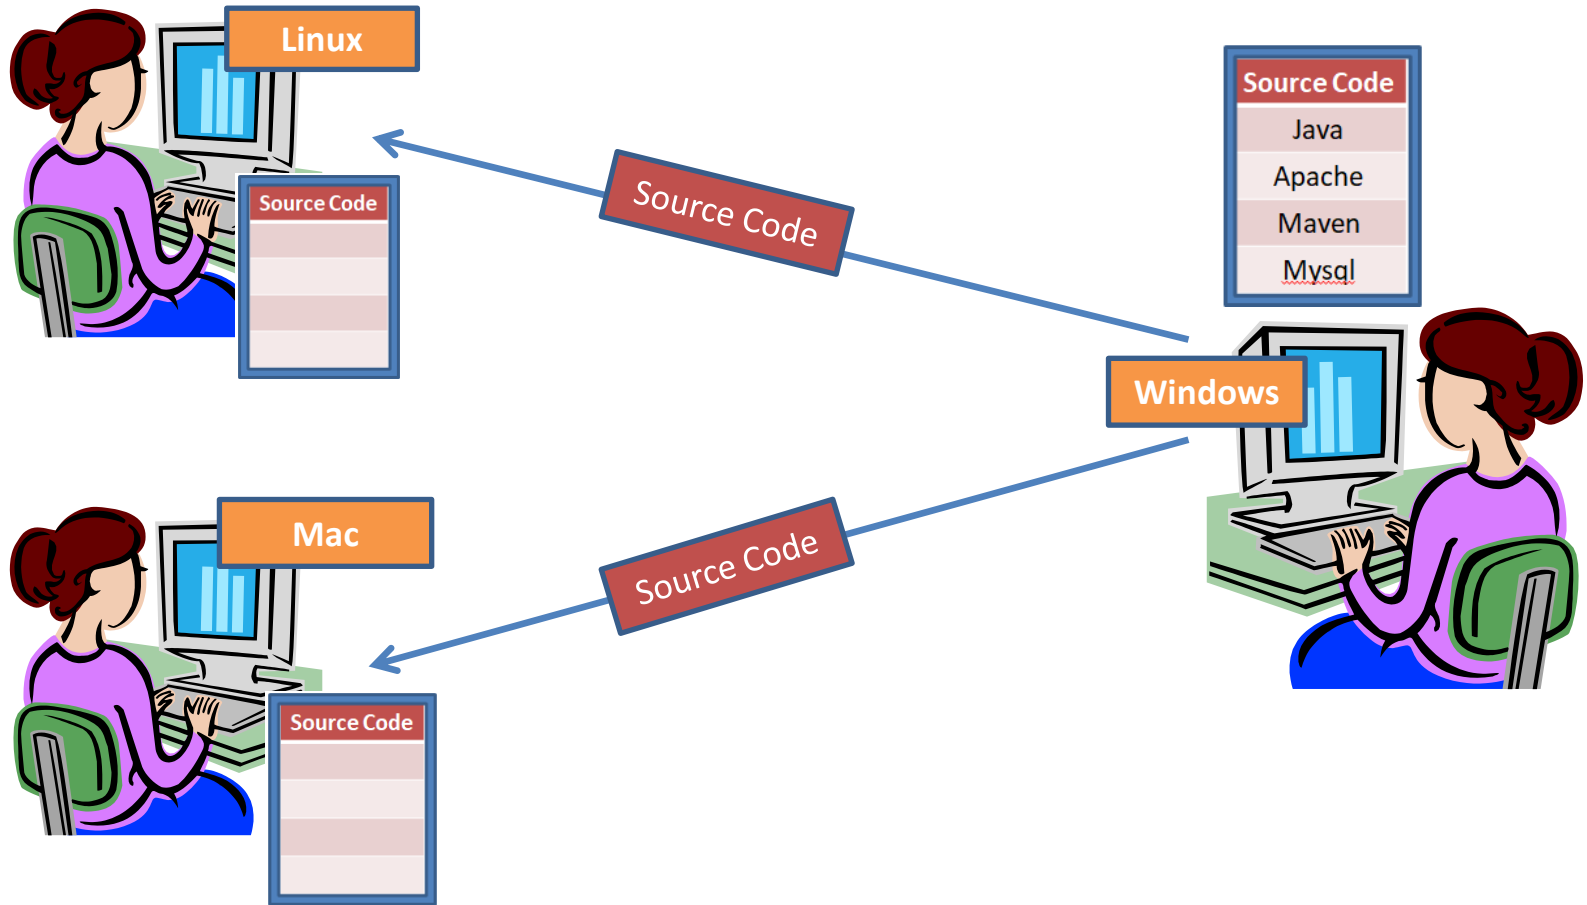 Linux
Source Code
Source Code
Source Code
Java
Apache
Maven
Mysql
Windows
Mac
Source Code
Source Code